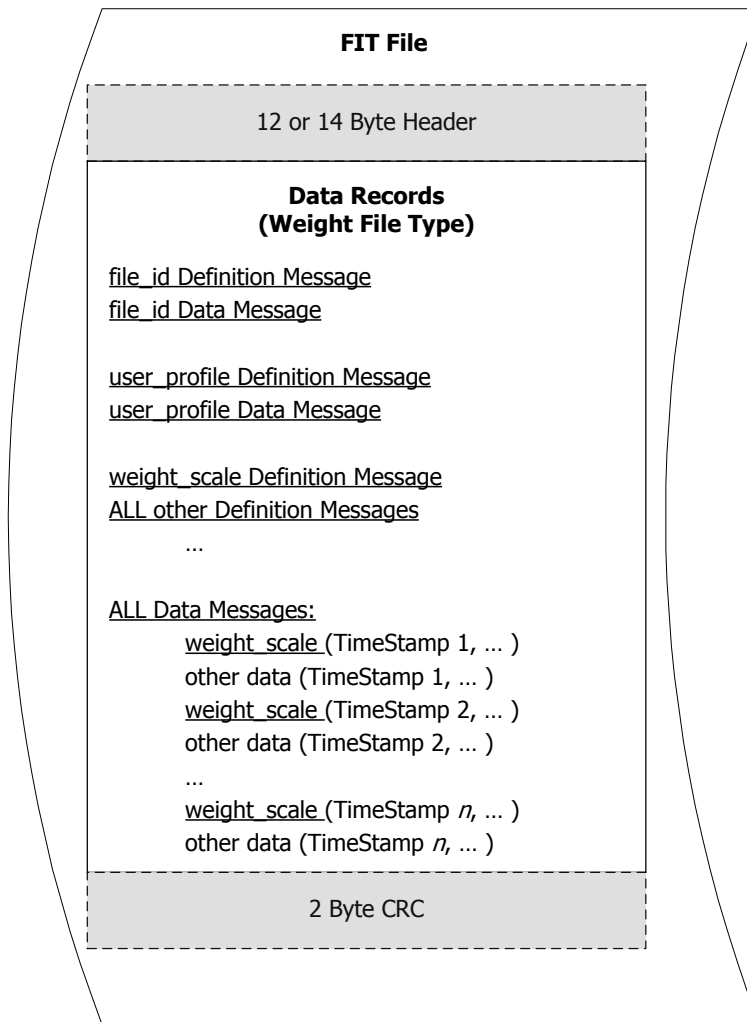 FIT File
12 or 14 Byte Header
Data Records
(Weight File Type)
file_id Definition Message
file_id Data Message
user_profile Definition Message
user_profile Data Message
weight_scale Definition Message
ALL other Definition Messages
…
ALL Data Messages:
weight_scale (TimeStamp 1, … )
other data (TimeStamp 1, … )
weight_scale (TimeStamp 2, … )
other data (TimeStamp 2, … )
…
weight_scale (TimeStamp n, … )
other data (TimeStamp n, … )
2 Byte CRC